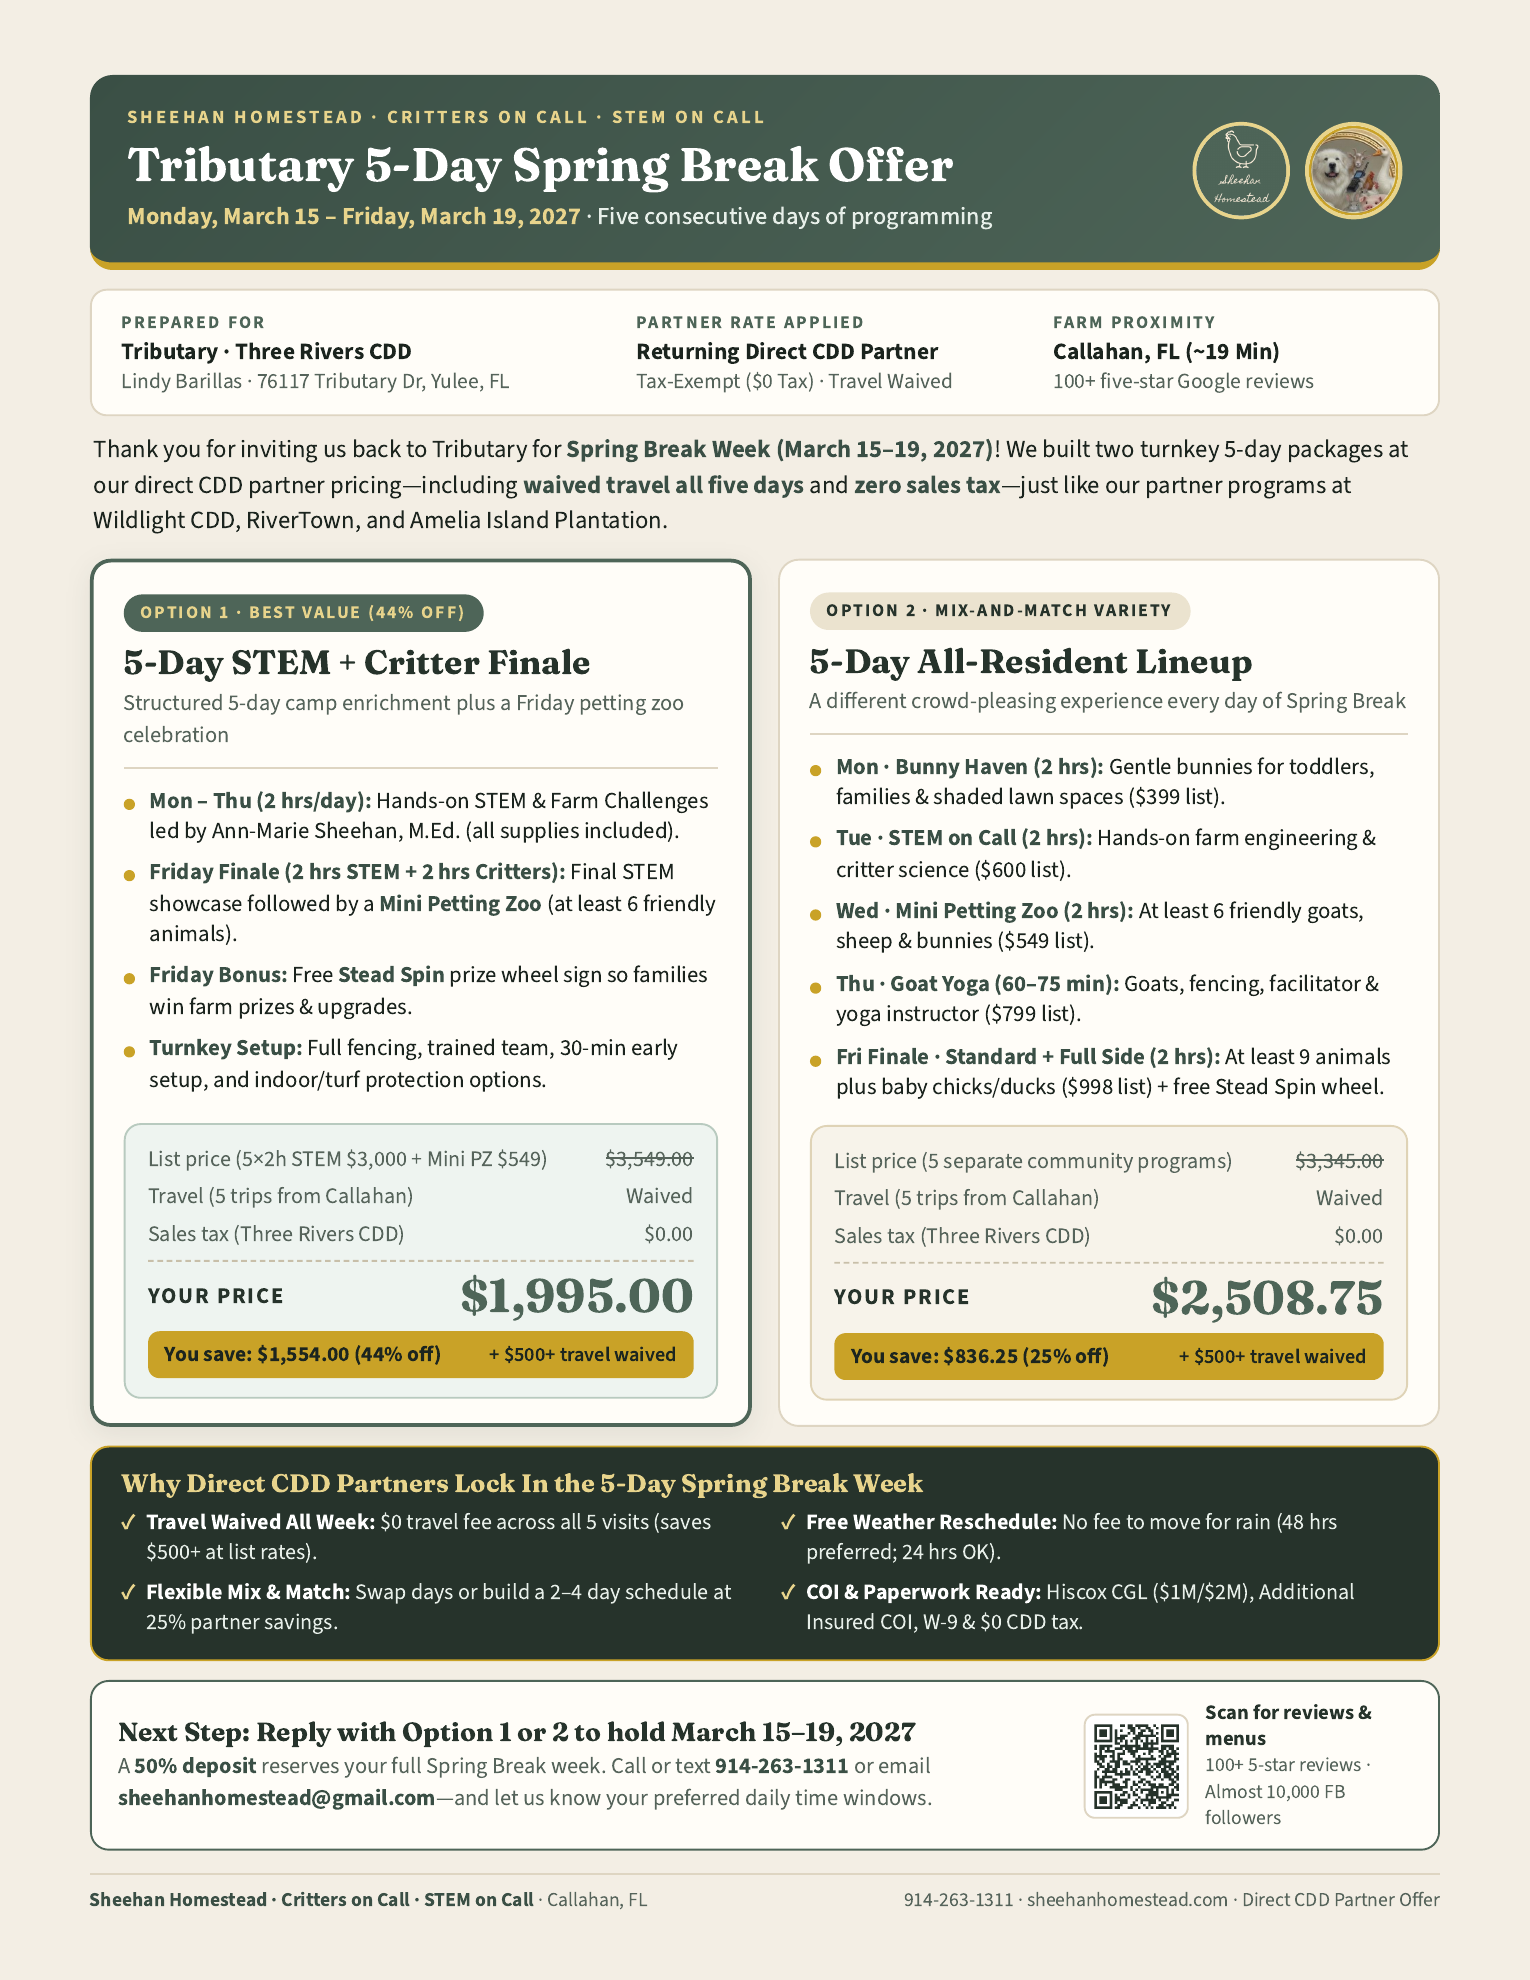 SHEEHAN HOMESTEAD · CRITTERS ON CALL · STEM ON CALL
Tributary 5-Day Spring Break Offer
Monday, March 15 – Friday, March 19, 2027 · Five consecutive days of programming
Sheehan
Homestead
PREPARED FOR
Tributary · Three Rivers CDD
Lindy Barillas · 76117 Tributary Dr, Yulee, FL
PARTNER RATE APPLIED
Returning Direct CDD Partner
Tax-Exempt ($0 Tax) · Travel Waived
FARM PROXIMITY
Callahan, FL (~19 Min)
100+ five-star Google reviews
Thank you for inviting us back to Tributary for Spring Break Week (March 15–19, 2027)! We built two turnkey 5-day packages at
our direct CDD partner pricing—including waived travel all five days and zero sales tax—just like our partner programs at
Wildlight CDD, RiverTown, and Amelia Island Plantation.
OPTION 1 · BEST VALUE (44% OFF)
5-Day STEM + Critter Finale
Structured 5-day camp enrichment plus a Friday petting zoo
celebration
Mon – Thu (2 hrs/day): Hands-on STEM & Farm Challenges
led by Ann-Marie Sheehan, M.Ed. (all supplies included).
Friday Finale (2 hrs STEM + 2 hrs Critters): Final STEM
showcase followed by a Mini Petting Zoo (at least 6 friendly
animals).
Friday Bonus: Free Stead Spin prize wheel sign so families
win farm prizes & upgrades.
Turnkey Setup: Full fencing, trained team, 30-min early
setup, and indoor/turf protection options.
List price (5×2h STEM $3,000 + Mini PZ $549) $3,549.00
Travel (5 trips from Callahan) Waived
Sales tax (Three Rivers CDD) $0.00
YOUR PRICE $1,995.00
You save: $1,554.00 (44% off) + $500+ travel waived
OPTION 2 · MIX-AND-MATCH VARIETY
5-Day All-Resident Lineup
A different crowd-pleasing experience every day of Spring Break
Mon · Bunny Haven (2 hrs): Gentle bunnies for toddlers,
families & shaded lawn spaces ($399 list).
Tue · STEM on Call (2 hrs): Hands-on farm engineering &
critter science ($600 list).
Wed · Mini Petting Zoo (2 hrs): At least 6 friendly goats,
sheep & bunnies ($549 list).
Thu · Goat Yoga (60–75 min): Goats, fencing, facilitator &
yoga instructor ($799 list).
Fri Finale · Standard + Full Side (2 hrs): At least 9 animals
plus baby chicks/ducks ($998 list) + free Stead Spin wheel.
List price (5 separate community programs) $3,345.00
Travel (5 trips from Callahan) Waived
Sales tax (Three Rivers CDD) $0.00
YOUR PRICE $2,508.75
You save: $836.25 (25% off) + $500+ travel waived
Why Direct CDD Partners Lock In the 5-Day Spring Break Week
✓ Travel Waived All Week: $0 travel fee across all 5 visits (saves
$500+ at list rates).
✓ Free Weather Reschedule: No fee to move for rain (48 hrs
preferred; 24 hrs OK).
✓ Flexible Mix & Match: Swap days or build a 2–4 day schedule at
25% partner savings.
✓ COI & Paperwork Ready: Hiscox CGL ($1M/$2M), Additional
Insured COI, W-9 & $0 CDD tax.
Next Step: Reply with Option 1 or 2 to hold March 15–19, 2027
A 50% deposit reserves your full Spring Break week. Call or text 914-263-1311 or email
sheehanhomestead@gmail.com—and let us know your preferred daily time windows.
Scan for reviews &
menus
100+ 5-star reviews ·
Almost 10,000 FB
followers
Sheehan Homestead · Critters on Call · STEM on Call · Callahan, FL
914-263-1311 · sheehanhomestead.com · Direct CDD Partner Offer